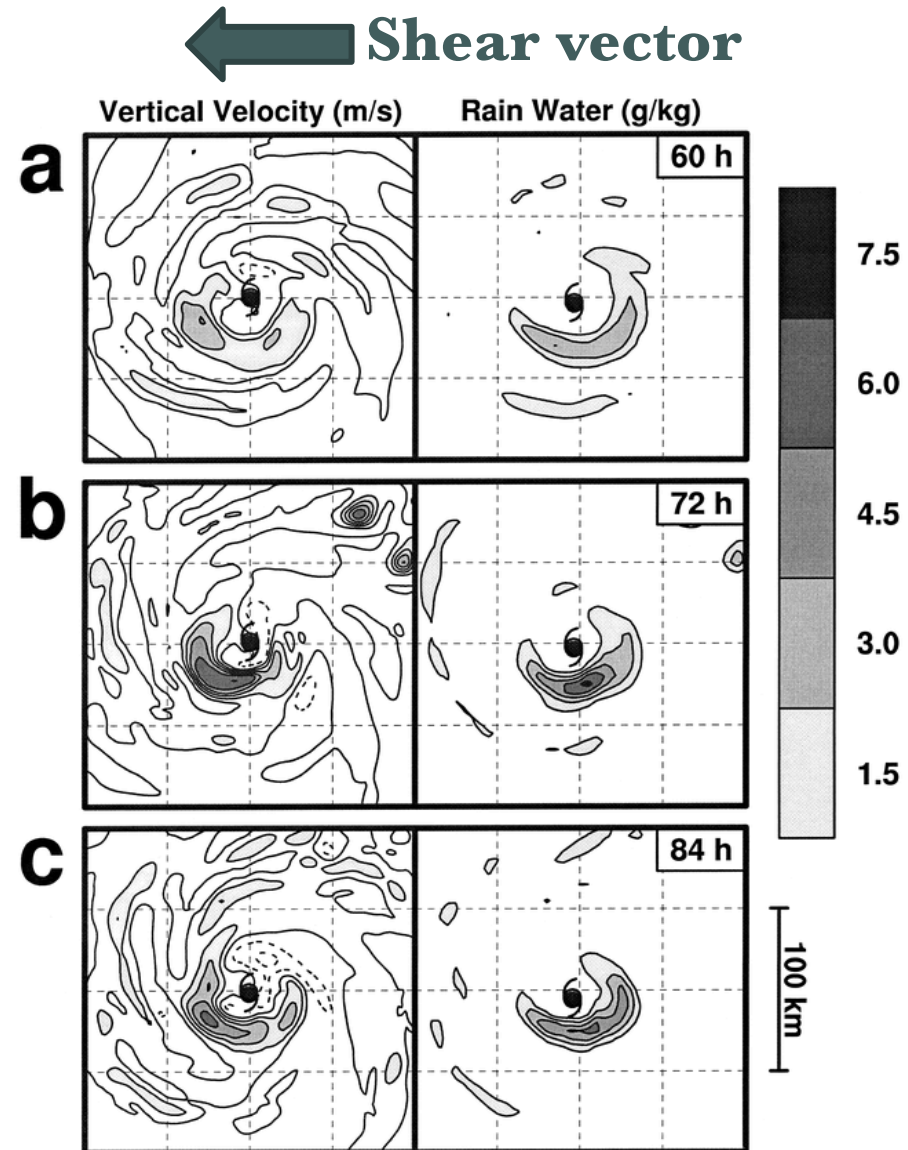 Shear vector
Vertical Velocity (m/s) Rain Water (g/kg)
a
60 h
7.5
6.0
b
72 h
4.5
3.0
1.5
c
84 h
100 km